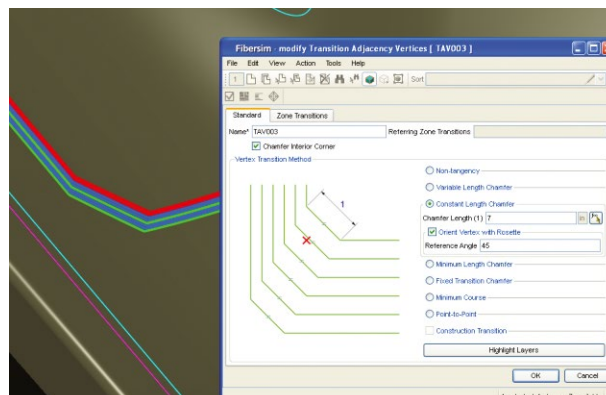 Fibersim - modify Transition Adjacency Vertices [ TAV003 ]
File Edit View Action Tools Help
1 Sort
Standard Zone Transitions
Name* TAV003 Referring Zone Transitions
Chamfer Interior Corner
Vertex Transition Method
1
Non-tangency
Variable Length Chamfer
Constant Length Chamfer
Chamfer Length (1) 7 in
Orient Vertex with Rosette
Reference Angle 45
Minimum Length Chamfer
Fixed Transition Chamfer
Minimum Course
Point-to-Point
Construction Transition
Highlight Layers
OK Cancel